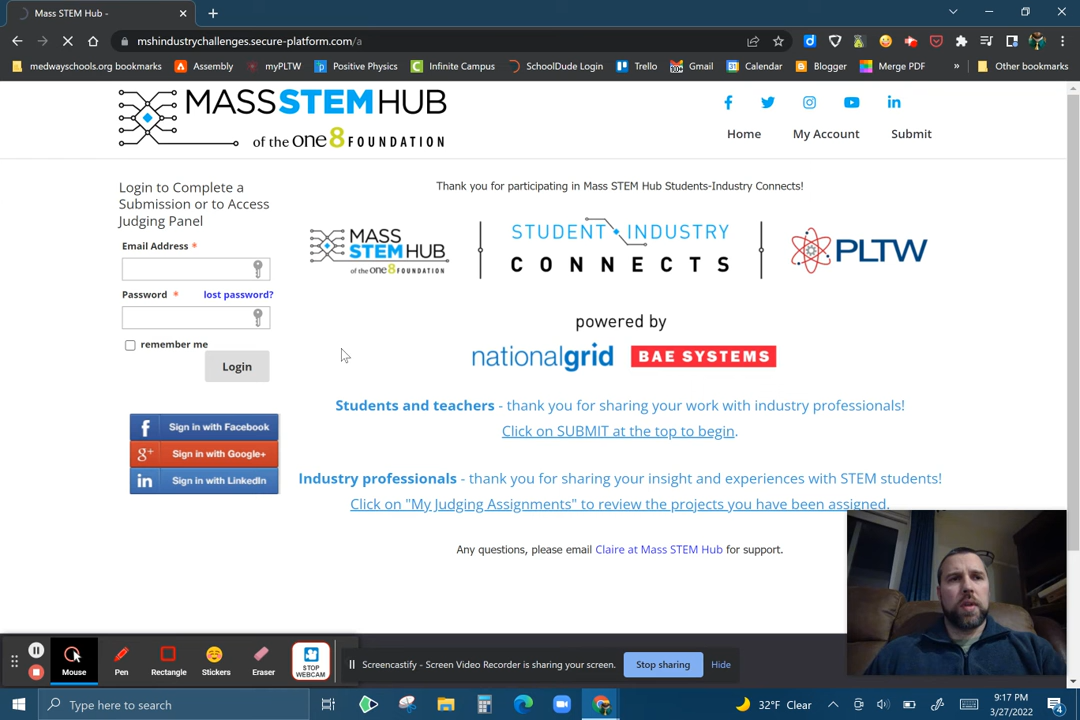 Mass STEM Hub -
mshindustrychallenges.secure-platform.com/a
medwayschools.org bookmarks
Assembly
myPLTW
Positive Physics
Infinite Campus
SchoolDude Login
Trello
Gmail
Calendar
Blogger
Merge PDF
»
Other bookmarks
MASS STEM HUB
of the one8 FOUNDATION
Home
My Account
Submit
Login to Complete a
Submission or to Access
Judging Panel
Email Address *
Password * lost password?
remember me
Login
Sign in with Facebook
Sign in with Google+
Sign in with LinkedIn
Thank you for participating in Mass STEM Hub Students-Industry Connects!
MASS
STEM HUB
of the one8 FOUNDATION
STUDENT INDUSTRY
CONNECTS
PLTW
powered by
nationalgrid BAE SYSTEMS
Students and teachers - thank you for sharing your work with industry professionals!
Click on SUBMIT at the top to begin.
Industry professionals - thank you for sharing your insight and experiences with STEM students!
Click on "My Judging Assignments" to review the projects you have been assigned.
Any questions, please email Claire at Mass STEM Hub for support.
Mouse
Pen
Rectangle
Stickers
Eraser
STOP
WEBCAM
Screencastify - Screen Video Recorder is sharing your screen.
Stop sharing
Hide
Type here to search
32°F Clear
9:17 PM
3/27/2022
4